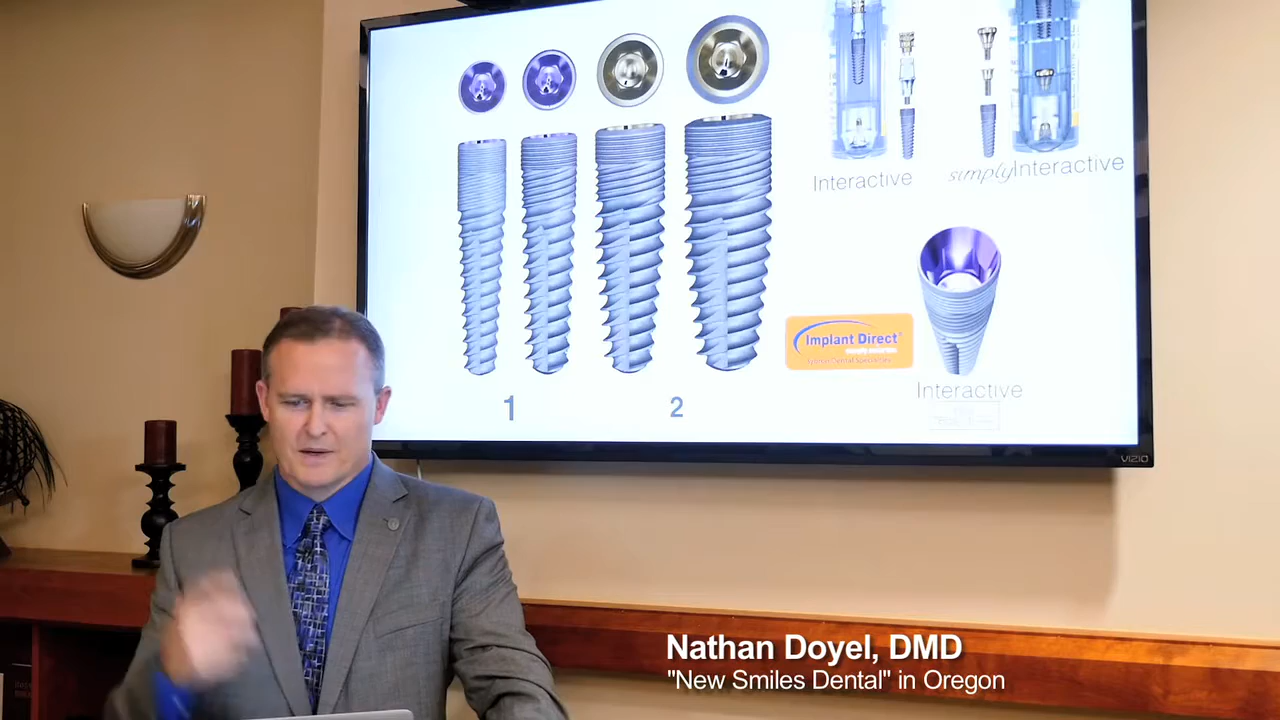 Interactive
simplyInteractive
Implant Direct
Interactive
1
2
VIZIO
Nathan Doyel, DMD
"New Smiles Dental" in Oregon